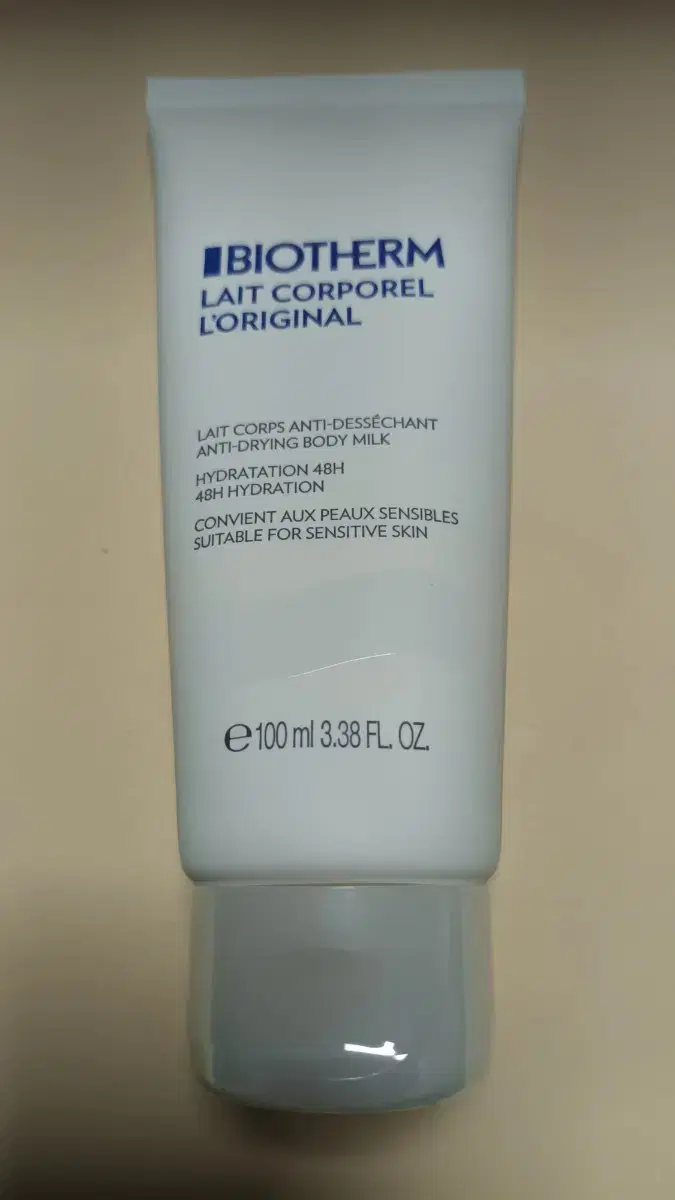 BIOTHERM
LAIT CORPOREL
L'ORIGINAL
LAIT CORPS ANTI-DESSÉCHANT
ANTI-DRYING BODY MILK
HYDRATATION 48H
48H HYDRATION
CONVIENT AUX PEAUX SENSIBLES
SUITABLE FOR SENSITIVE SKIN
℮ 100 ml 3.38 FL. OZ.